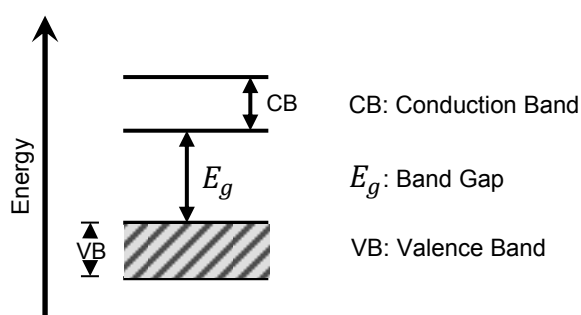 CB
CB: Conduction Band
Energy
E_g
E_g: Band Gap
VB
VB: Valence Band